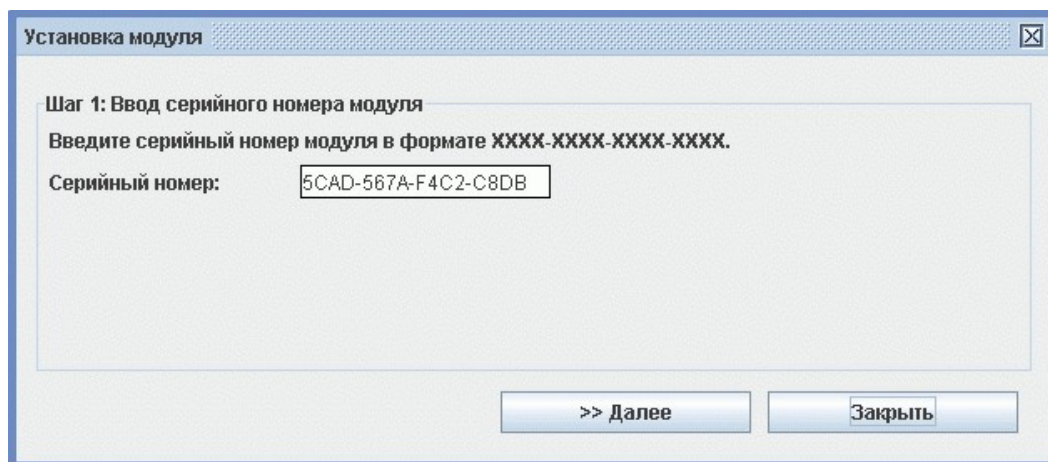 Установка модуля
Шаг 1: Ввод серийного номера модуля
Введите серийный номер модуля в формате XXXX-XXXX-XXXX-XXXX.
Серийный номер: 5CAD-567A-F4C2-C8DB
>> Далее Закрыть